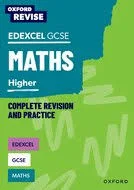 OXFORD
REVISE
EDEXCEL GCSE
MATHS
Higher
COMPLETE REVISION
AND PRACTICE
EDEXCEL
GCSE
MATHS
OXFORD